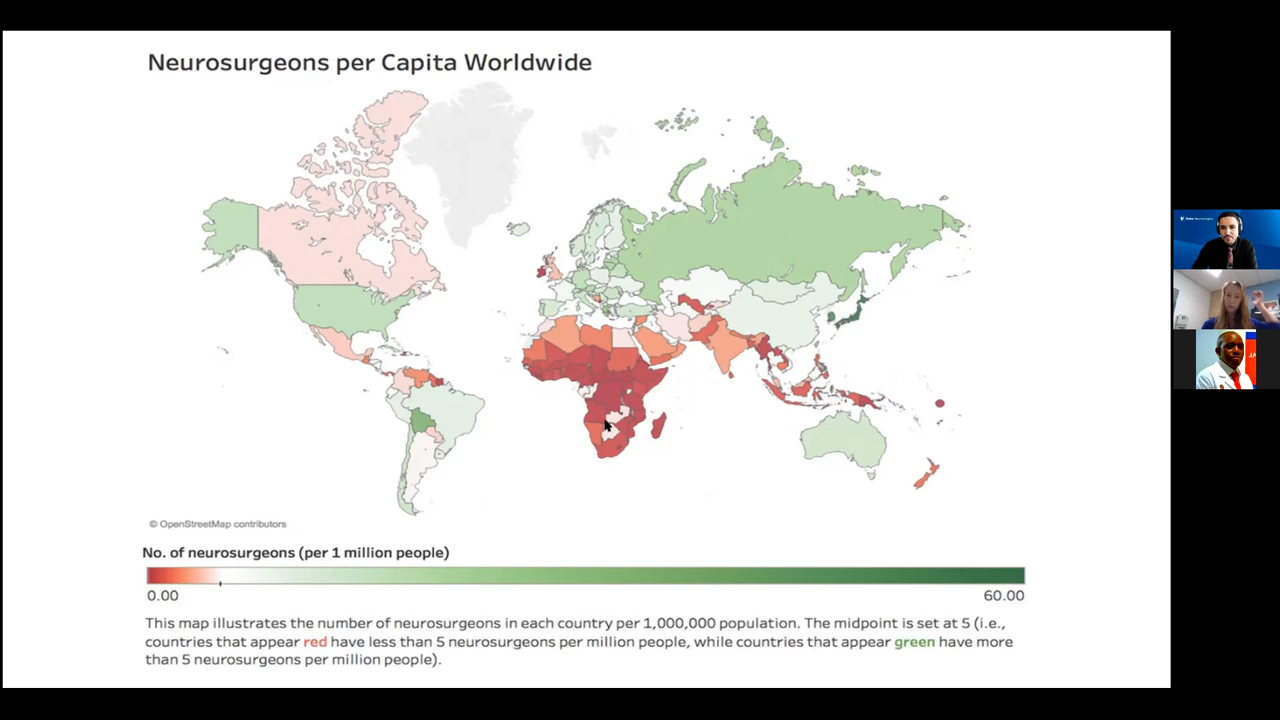 Neurosurgeons per Capita Worldwide
© OpenStreetMap contributors
No. of neurosurgeons (per 1 million people)
0.00
60.00
This map illustrates the number of neurosurgeons in each country per 1,000,000 population. The midpoint is set at 5 (i.e.,
countries that appear red have less than 5 neurosurgeons per million people, while countries that appear green have more
than 5 neurosurgeons per million people).